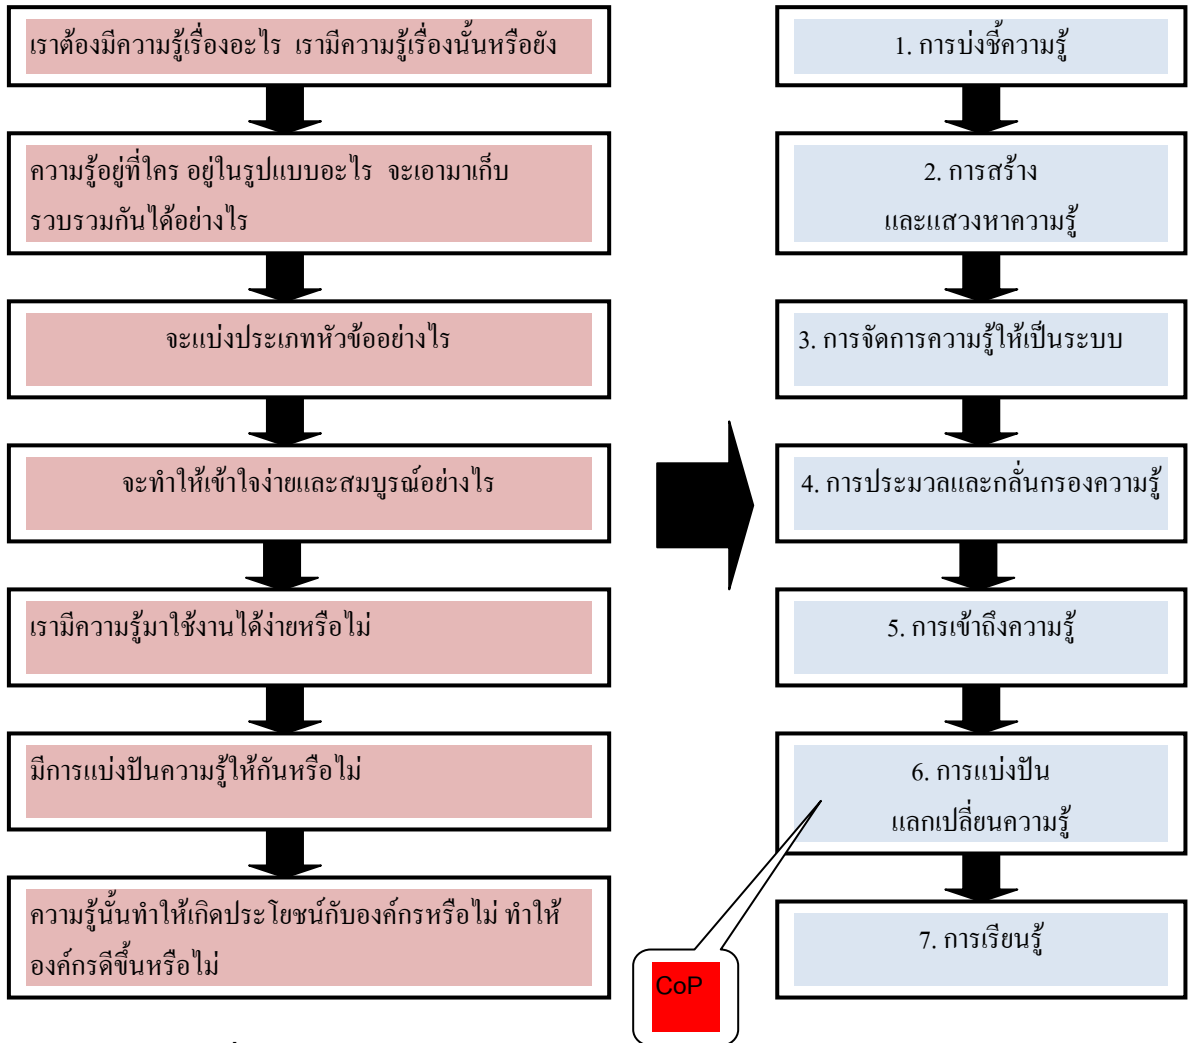 เราต้องมีความรู้เรื่องอะไร เรามีความรู้เรื่องนั้นหรือยัง
ความรู้อยู่ที่ใคร อยู่ในรูปแบบอะไร จะเอามาเก็บ
รวบรวมกันได้อย่างไร
จะแบ่งประเภทหัวข้ออย่างไร
จะทำให้เข้าใจง่ายและสมบูรณ์อย่างไร
เรามีความรู้มาใช้งานได้ง่ายหรือไม่
มีการแบ่งปันความรู้ให้กันหรือไม่
ความรู้นั้นทำให้เกิดประโยชน์กับองค์กรหรือไม่ ทำให้
องค์กรดีขึ้นหรือไม่
1. การบ่งชี้ความรู้
2. การสร้าง
และแสวงหาความรู้
3. การจัดการความรู้ให้เป็นระบบ
4. การประมวลและกลั่นกรองความรู้
5. การเข้าถึงความรู้
6. การแบ่งปัน
แลกเปลี่ยนความรู้
7. การเรียนรู้
CoP